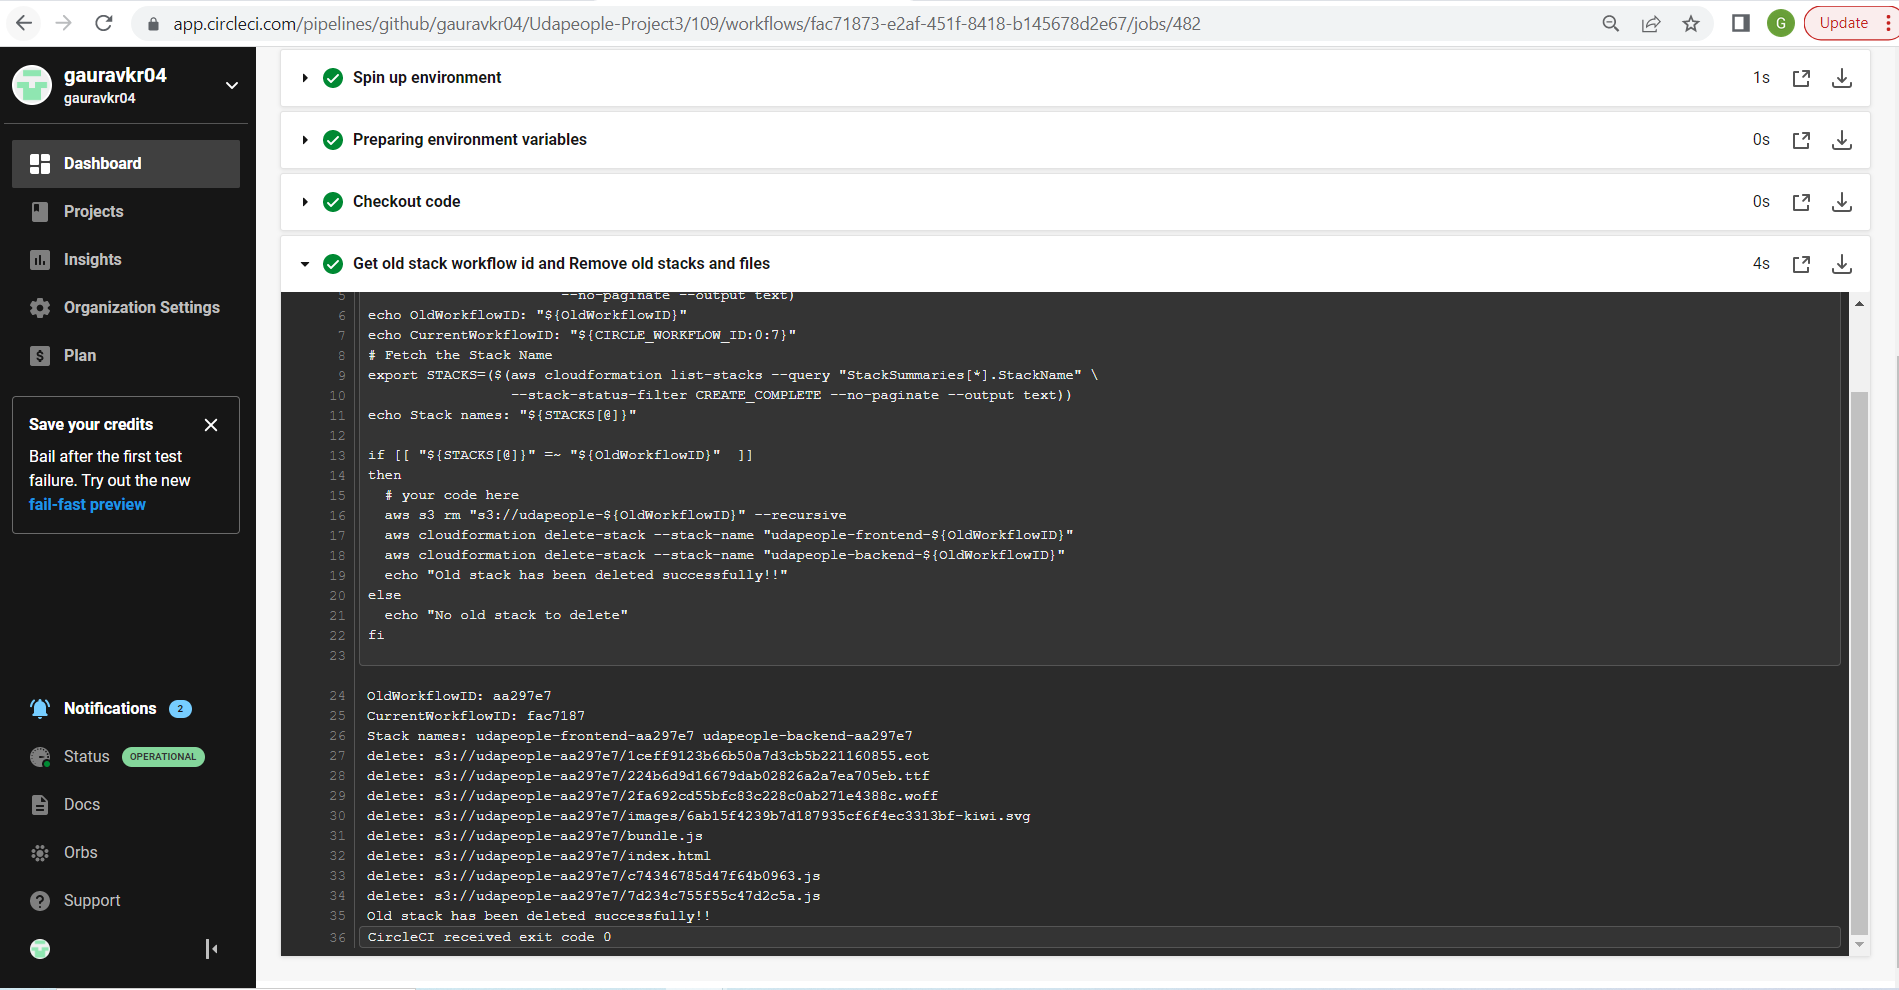 app.circleci.com/pipelines/github/gauravkr04/Udapeople-Project3/109/workflows/fac71873-e2af-451f-8418-b145678d2e67/jobs/482
G
Update
gauravkr04
gauravkr04
Dashboard
Projects
Insights
Organization Settings
Plan
Save your credits
Bail after the first test
failure. Try out the new
fail-fast preview
Notifications 2
Status OPERATIONAL
Docs
Orbs
Support
Spin up environment 1s
Preparing environment variables 0s
Checkout code 0s
Get old stack workflow id and Remove old stacks and files 4s
5 --no-paginate --output text)
6 echo OldWorkflowID: "${OldWorkflowID}"
7 echo CurrentWorkflowID: "${CIRCLE_WORKFLOW_ID:0:7}"
8 # Fetch the Stack Name
9 export STACKS=($(aws cloudformation list-stacks --query "StackSummaries[*].StackName" \
10 --stack-status-filter CREATE_COMPLETE --no-paginate --output text))
11 echo Stack names: "${STACKS[@]}"
12
13 if [[ "${STACKS[@]}" =~ "${OldWorkflowID}"  ]]
14 then
15 # your code here
16 aws s3 rm "s3://udapeople-${OldWorkflowID}" --recursive
17 aws cloudformation delete-stack --stack-name "udapeople-frontend-${OldWorkflowID}"
18 aws cloudformation delete-stack --stack-name "udapeople-backend-${OldWorkflowID}"
19 echo "Old stack has been deleted successfully!!"
20 else
21 echo "No old stack to delete"
22 fi
23
24 OldWorkflowID: aa297e7
25 CurrentWorkflowID: fac7187
26 Stack names: udapeople-frontend-aa297e7 udapeople-backend-aa297e7
27 delete: s3://udapeople-aa297e7/1ceff9123b66b50a7d3cb5b221160855.eot
28 delete: s3://udapeople-aa297e7/224b6d9d16679dab02826a2a7ea705eb.ttf
29 delete: s3://udapeople-aa297e7/2fa692cd55bfc83c228c0ab271e4388c.woff
30 delete: s3://udapeople-aa297e7/images/6ab15f4239b7d187935cf6f4ec3313bf-kiwi.svg
31 delete: s3://udapeople-aa297e7/bundle.js
32 delete: s3://udapeople-aa297e7/index.html
33 delete: s3://udapeople-aa297e7/c74346785d47f64b0963.js
34 delete: s3://udapeople-aa297e7/7d234c755f55c47d2c5a.js
35 Old stack has been deleted successfully!!
36 CircleCI received exit code 0